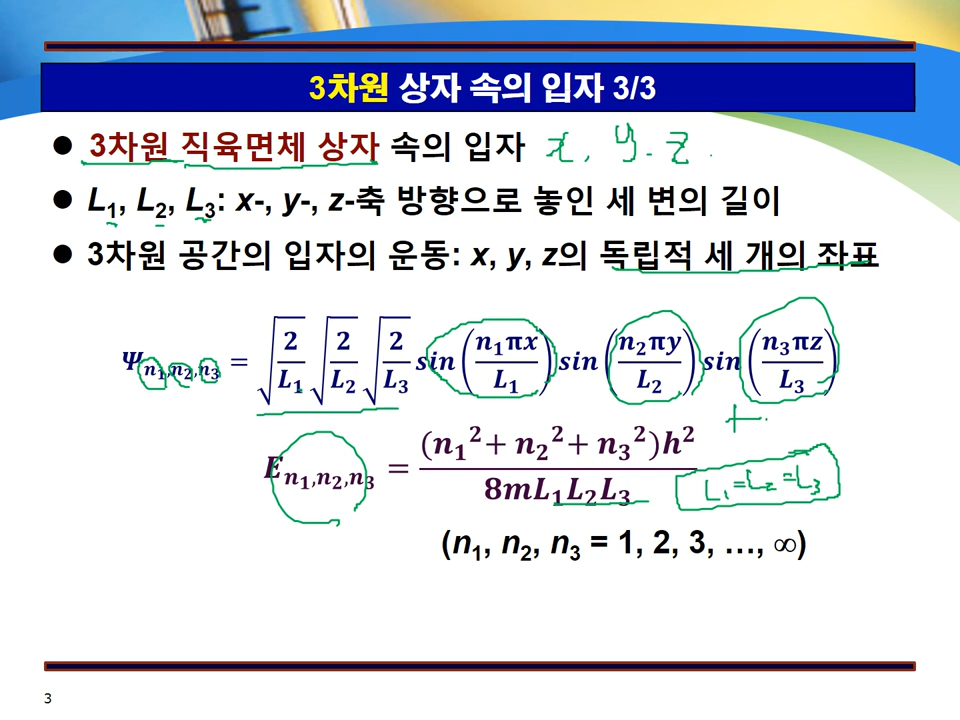 3차원 상자 속의 입자 3/3
● 3차원 직육면체 상자 속의 입자 x, y. z.
● L₁, L₂, L₃: x-, y-, z-축 방향으로 놓인 세 변의 길이
● 3차원 공간의 입자의 운동: x, y, z의 독립적 세 개의 좌표
Ψₙ₁,ₙ₂,ₙ₃ = √(2/L₁) √(2/L₂) √(2/L₃) sin(n₁πx/L₁) sin(n₂πy/L₂) sin(n₃πz/L₃)
Eₙ₁,ₙ₂,ₙ₃ = (n₁² + n₂² + n₃²)h² / 8mL₁L₂L₃
L₁=L₂=L₃
(n₁, n₂, n₃ = 1, 2, 3, …, ∞)
3